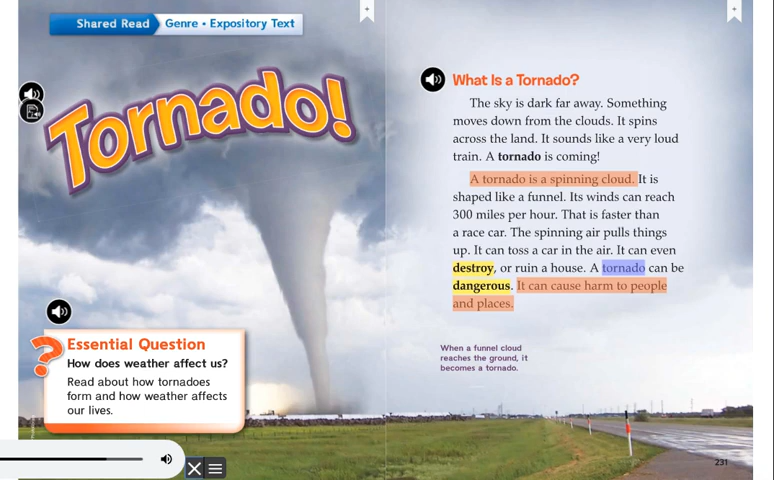 Shared Read
Genre • Expository Text
Tornado!
Essential Question
How does weather affect us?
Read about how tornadoes
form and how weather affects
our lives.
What Is a Tornado?
The sky is dark far away. Something
moves down from the clouds. It spins
across the land. It sounds like a very loud
train. A tornado is coming!
A tornado is a spinning cloud. It is
shaped like a funnel. Its winds can reach
300 miles per hour. That is faster than
a race car. The spinning air pulls things
up. It can toss a car in the air. It can even
destroy, or ruin a house. A tornado can be
dangerous. It can cause harm to people
and places.
When a funnel cloud
reaches the ground, it
becomes a tornado.
231